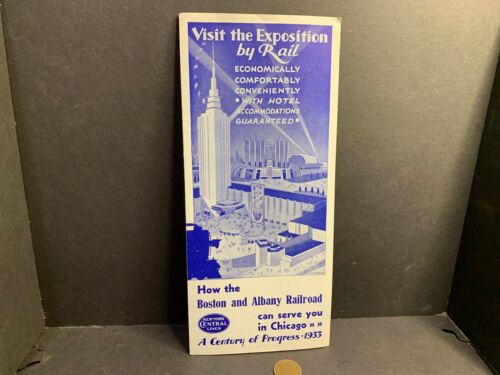 Visit the Exposition
by Rail
ECONOMICALLY
COMFORTABLY
CONVENIENTLY
• WITH HOTEL
ACCOMMODATIONS
GUARANTEED •
How the
Boston and Albany Railroad
can serve you
in Chicago »»
NEW YORK
CENTRAL
LINES
A Century of Progress · 1933